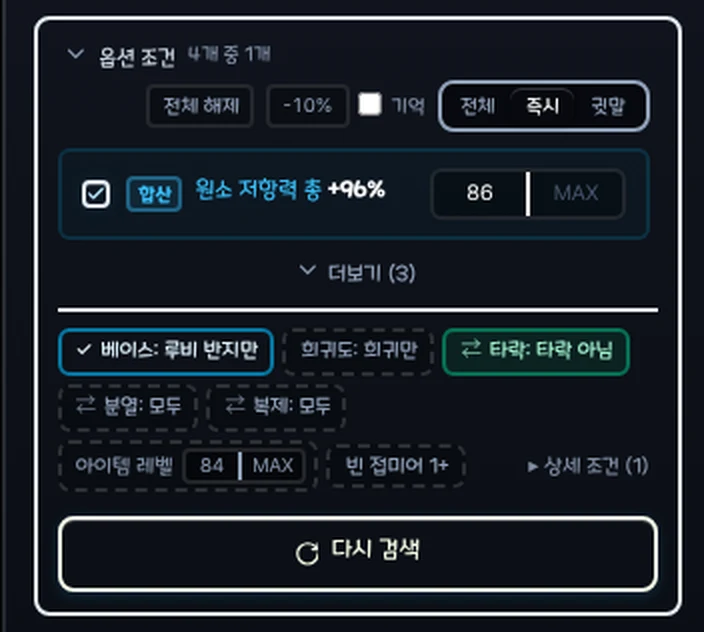 옵션 조건 4개 중 1개
전체 해제 -10% 기억 전체 즉시 귓말
합산 원소 저항력 총 +96% 86 MAX
더보기 (3)
베이스: 루비 반지만 희귀도: 희귀만 타락: 타락 아님
분열: 모두 복제: 모두
아이템 레벨 84 MAX 빈 접미어 1+ ▸ 상세 조건 (1)
다시 검색